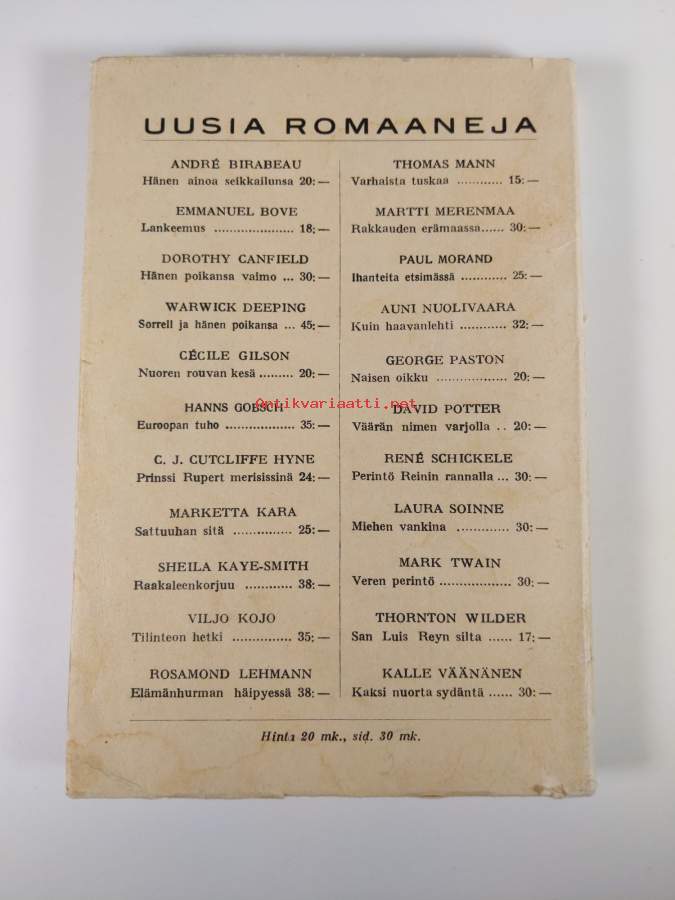 UUSIA ROMAANEJA
ANDRÉ BIRABEAU
Hänen ainoa seikkailunsa 20: —
EMMANUEL BOVE
Lankeemus ..................... 18: —
DOROTHY CANFIELD
Hänen poikansa vaimo ... 30: —
WARWICK DEEPING
Sorrell ja hänen poikansa ... 45: —
CÉCILE GILSON
Nuoren rouvan kesä ......... 20: —
HANNS GOBSCH
Euroopan tuho .................. 35: —
C. J. CUTCLIFFE HYNE
Prinssi Rupert merisissinä 24: —
MARKETTA KARA
Sattuuhan sitä ............... 25: —
SHEILA KAYE-SMITH
Raakaleenkorjuu ............ 38: —
VILJO KOJO
Tilinteon hetki ............... 35: —
ROSAMOND LEHMANN
Elämänhurman häipyessä 38: —
THOMAS MANN
Varhaista tuskaa ............ 15: —
MARTTI MERENMAA
Rakkauden erämaassa...... 30: —
PAUL MORAND
Ihanteita etsimässä ...... 25: —
AUNI NUOLIVAARA
Kuin haavanlehti ............ 32: —
GEORGE PASTON
Naisen oikku .................. 20: —
DAVID POTTER
Väärän nimen varjolla . . 20: —
RENÉ SCHICKELE
Perintö Reinin rannalla ... 30: —
LAURA SOINNE
Miehen vankina ............ 30: —
MARK TWAIN
Veren perintö .................. 30: —
THORNTON WILDER
San Luis Reyn silta ...... 17: —
KALLE VÄÄNÄNEN
Kaksi nuorta sydäntä ...... 30: —
Hinta 20 mk., sid. 30 mk.
Antikvariaatti.net